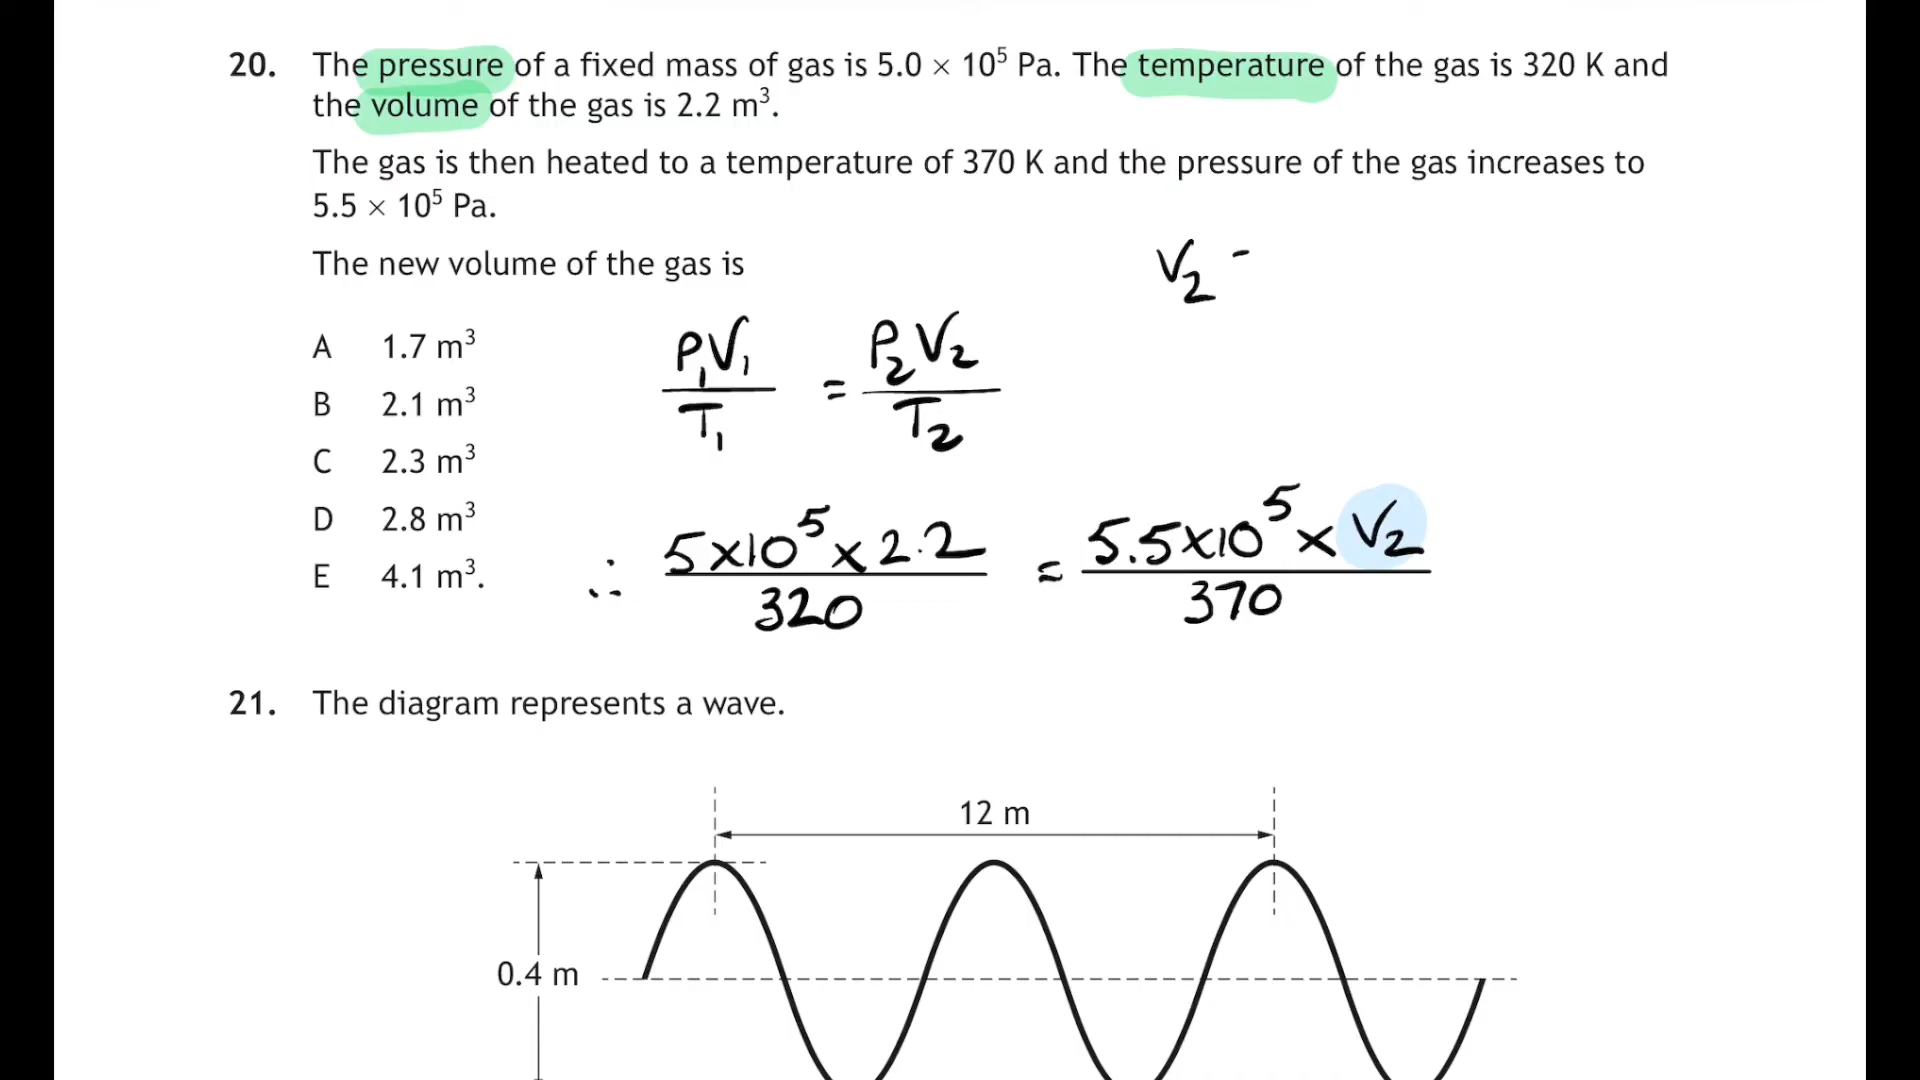 20. The pressure of a fixed mass of gas is 5.0 × 10⁵ Pa. The temperature of the gas is 320 K and
the volume of the gas is 2.2 m³.
The gas is then heated to a temperature of 370 K and the pressure of the gas increases to
5.5 × 10⁵ Pa.
The new volume of the gas is
V₂ =
A 1.7 m³
B 2.1 m³
C 2.3 m³
D 2.8 m³
E 4.1 m³.
P₁V₁ / T₁ = P₂V₂ / T₂
∴ 5×10⁵ × 2.2 / 320 = 5.5×10⁵ × V₂ / 370
21. The diagram represents a wave.
12 m
0.4 m